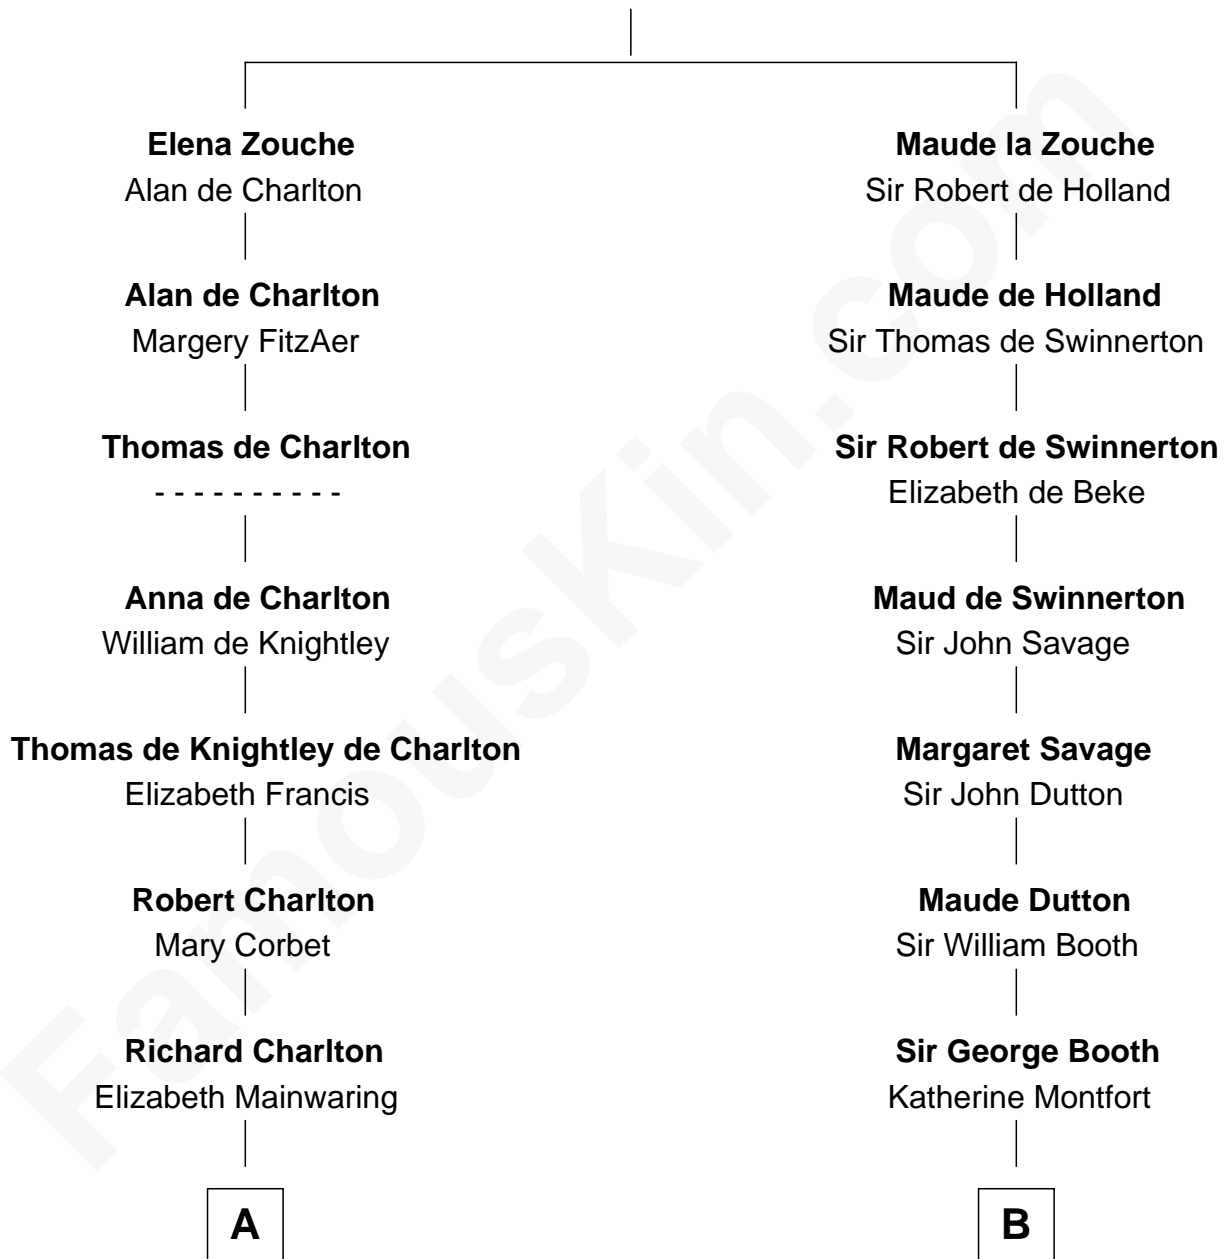 Elena Zouche
Alan de Charlton
Alan de Charlton
Margery FitzAer
Thomas de Charlton
- - - - - - - - - -
Anna de Charlton
William de Knightley
Thomas de Knightley de Charlton
Elizabeth Francis
Robert Charlton
Mary Corbet
Richard Charlton
Elizabeth Mainwaring
A
Maude la Zouche
Sir Robert de Holland
Maude de Holland
Sir Thomas de Swinnerton
Sir Robert de Swinnerton
Elizabeth de Beke
Maud de Swinnerton
Sir John Savage
Margaret Savage
Sir John Dutton
Maude Dutton
Sir William Booth
Sir George Booth
Katherine Montfort
B
FamousKin.com